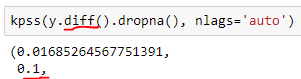 kpss(y.diff().dropna(), nlags='auto')
(0.01685264567751391,
0.1,